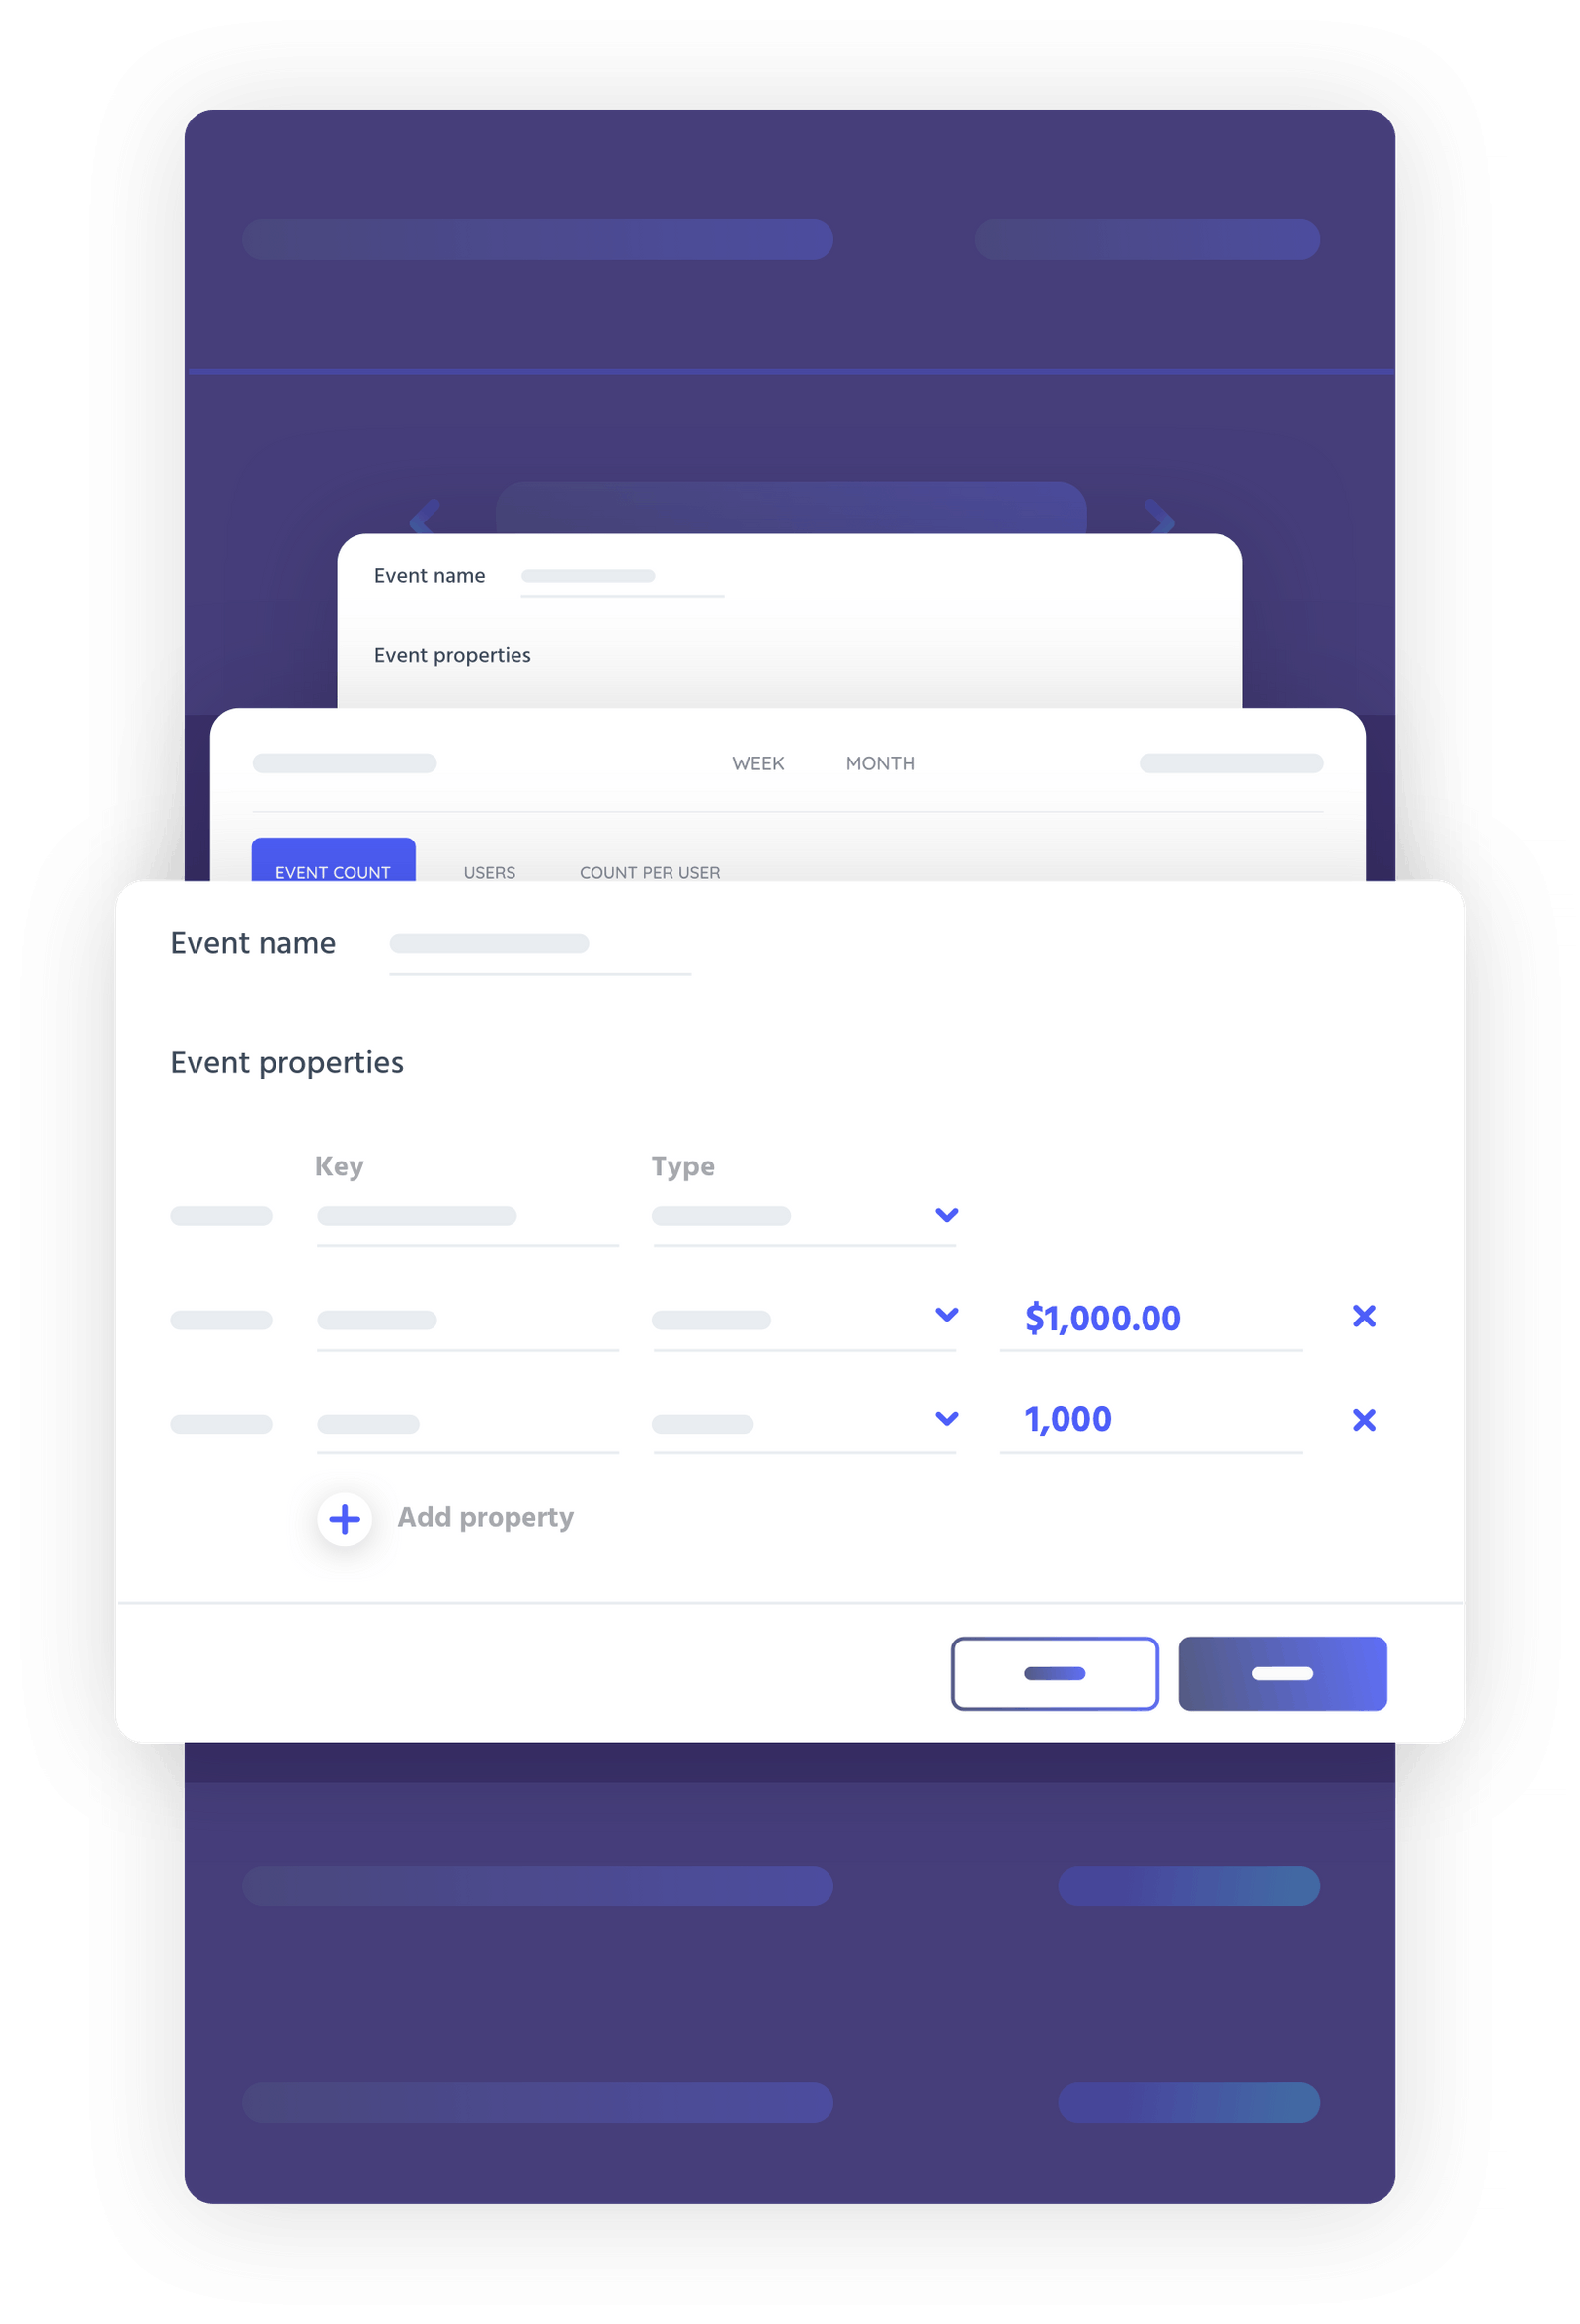 Event name
Event properties
WEEK MONTH
EVENT COUNT USERS COUNT PER USER
Event name
Event properties
Key Type
$1,000.00
1,000
Add property